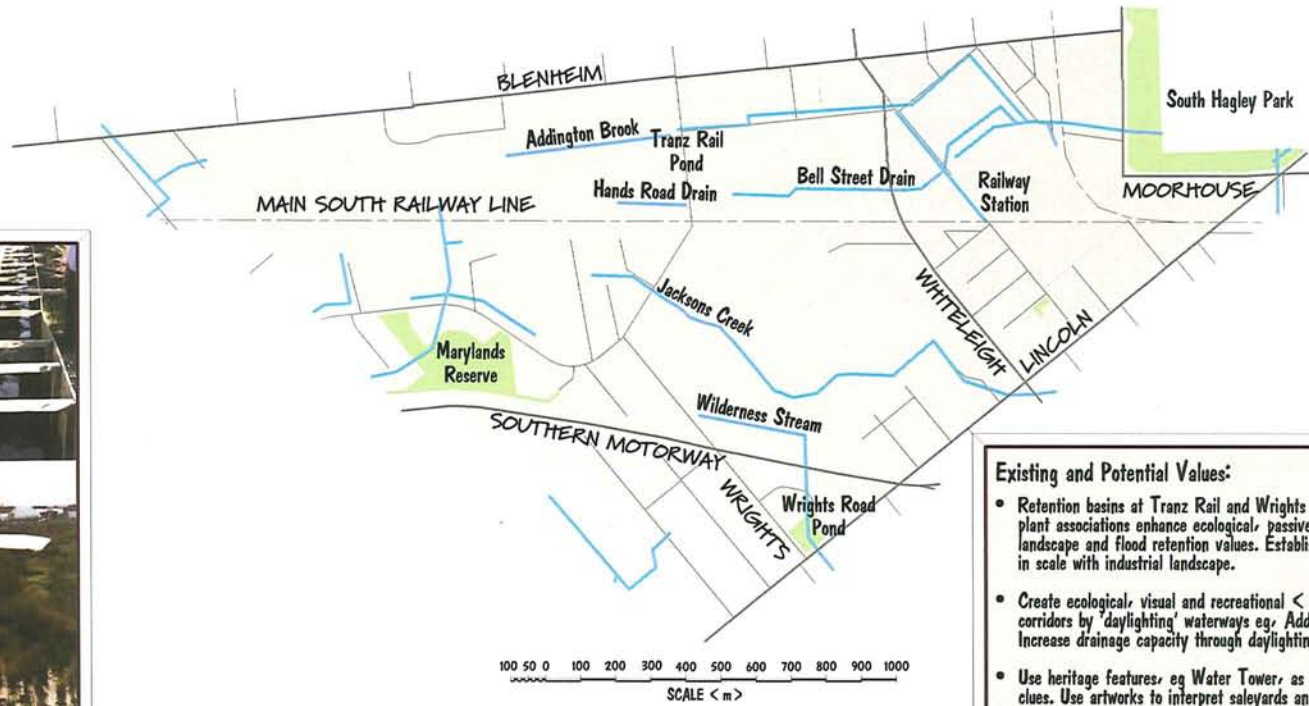 BLENHEIM
South Hagley Park
Addington Brook
Tranz Rail
Pond
Hands Road Drain
Bell Street Drain
Railway
Station
MOORHOUSE
MAIN SOUTH RAILWAY LINE
Jacksons Creek
WHITELEIGH
LINCOLN
Marylands
Reserve
Wilderness Stream
SOUTHERN MOTORWAY
WRIGHTS
Wrights Road
Pond
100 50 0 100 200 300 400 500 600 700 800 900 1000
SCALE < m >
Existing and Potential Values:
• Retention basins at Tranz Rail and Wrights
plant associations enhance ecological, passive
landscape and flood retention values. Establi
in scale with industrial landscape.
• Create ecological, visual and recreational <
corridors by 'daylighting' waterways eg, Add
Increase drainage capacity through daylighting
• Use heritage features, eg Water Tower, as
clues. Use artworks to interpret saleyards an